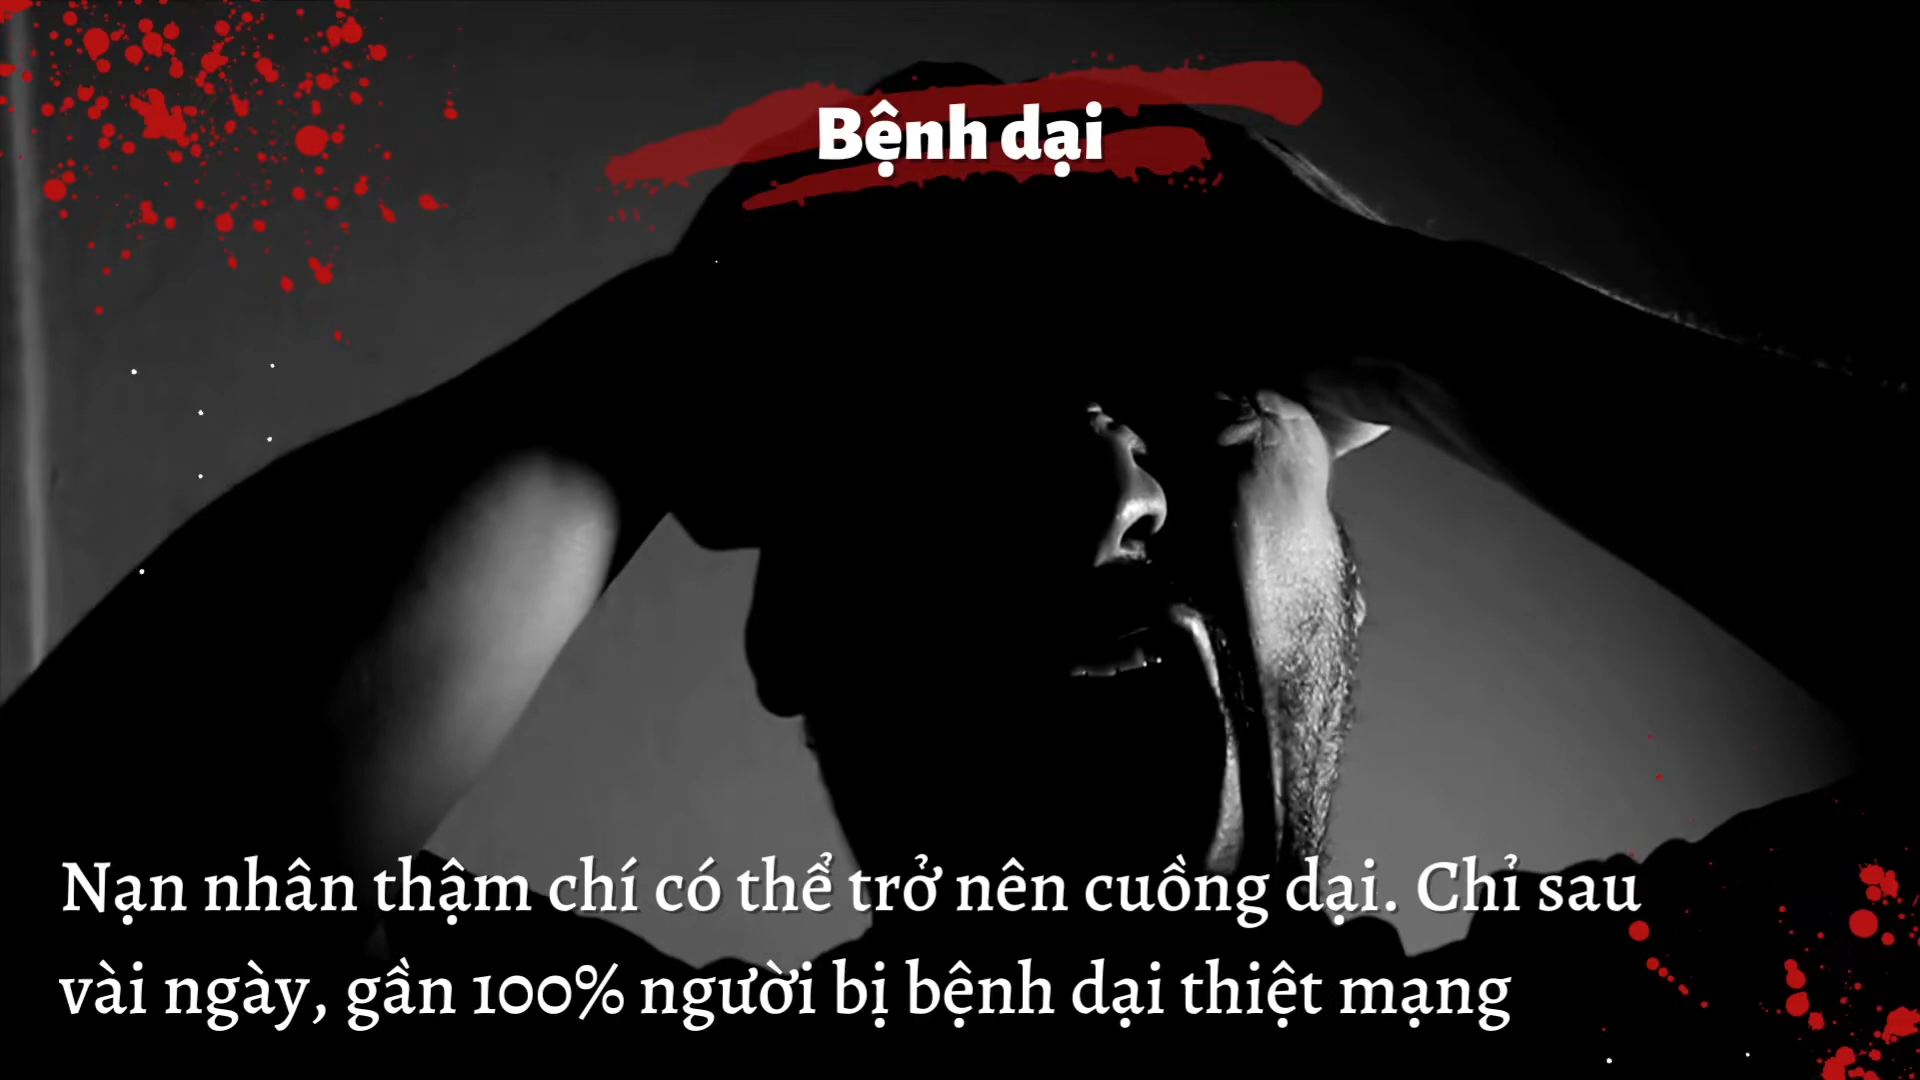 Bệnh dại
Nạn nhân thậm chí có thể trở nên cuồng dại. Chỉ sau
vài ngày, gần 100% người bị bệnh dại thiệt mạng